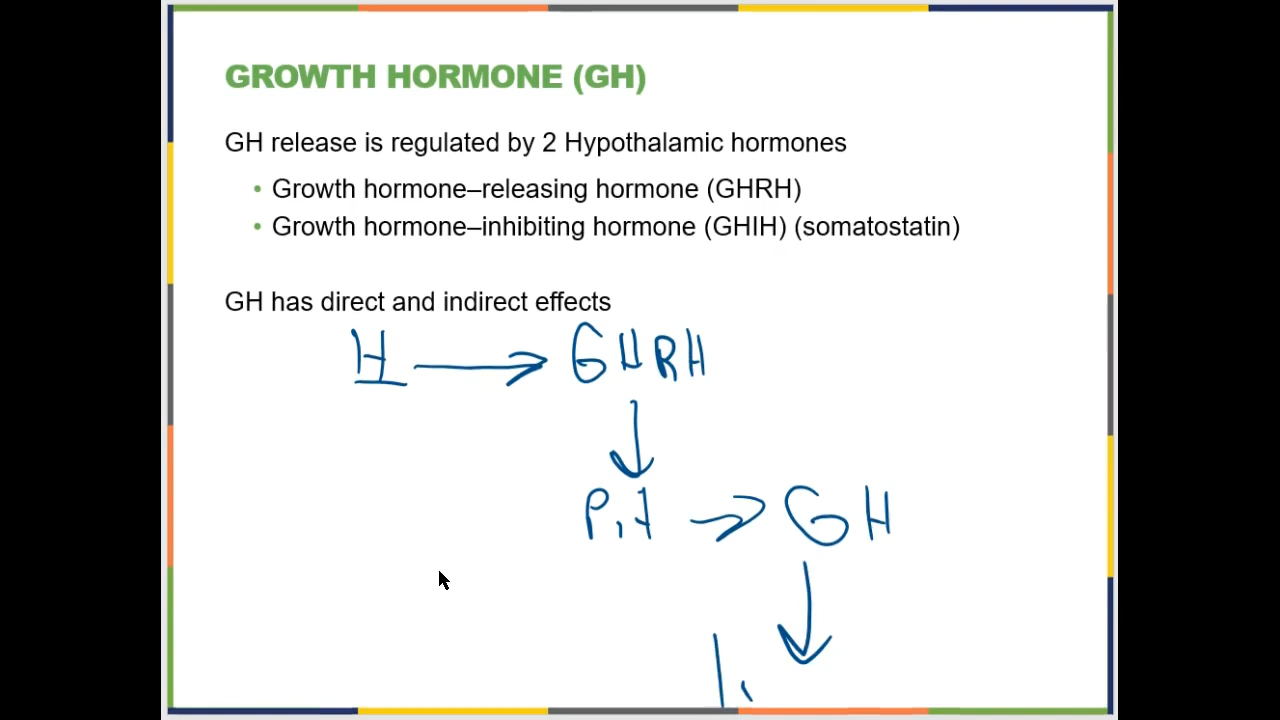 GROWTH HORMONE (GH)
GH release is regulated by 2 Hypothalamic hormones
• Growth hormone–releasing hormone (GHRH)
• Growth hormone–inhibiting hormone (GHIH) (somatostatin)
GH has direct and indirect effects
H → GHRH
↓
Pit → GH
↓